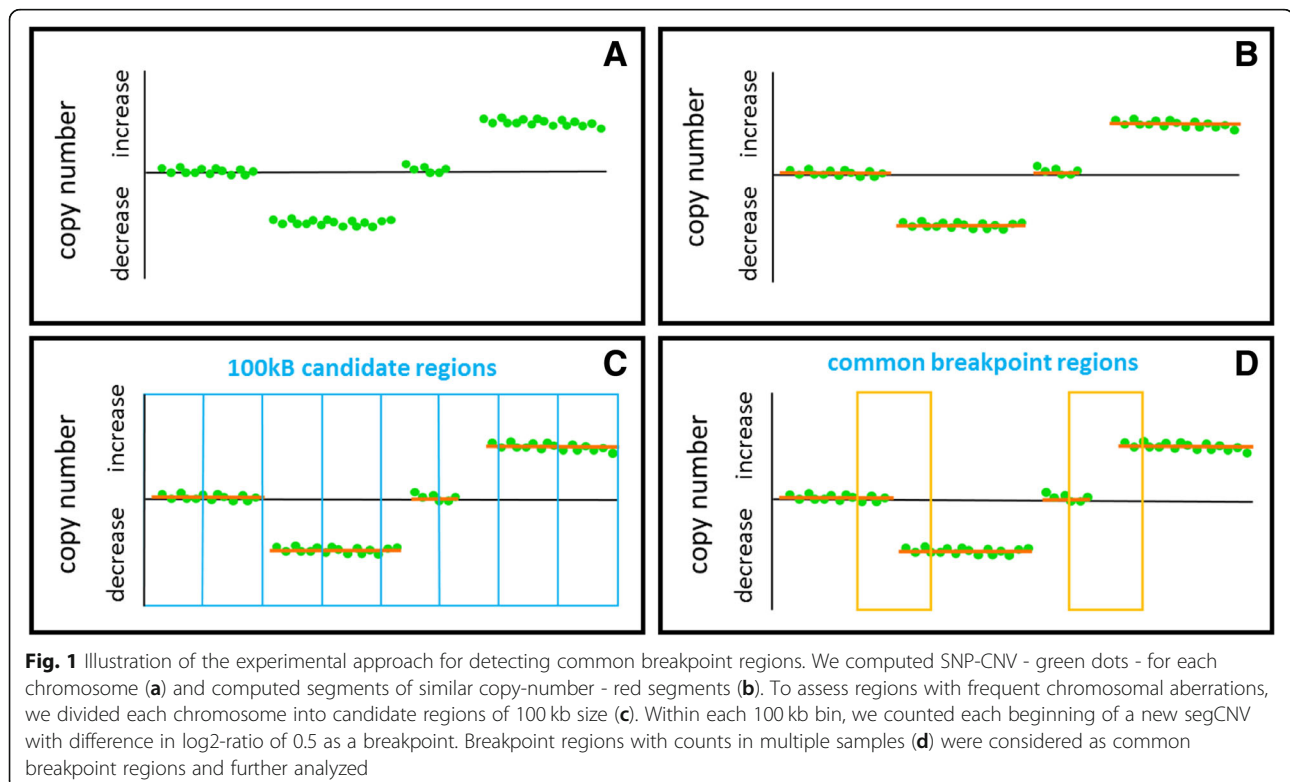 A
increase
copy number
decrease
B
increase
copy number
decrease
C
100kB candidate regions
increase
copy number
decrease
D
common breakpoint regions
increase
copy number
decrease
Fig. 1 Illustration of the experimental approach for detecting common breakpoint regions. We computed SNP-CNV - green dots - for each
chromosome (a) and computed segments of similar copy-number - red segments (b). To assess regions with frequent chromosomal aberrations,
we divided each chromosome into candidate regions of 100 kb size (c). Within each 100 kb bin, we counted each beginning of a new segCNV
with difference in log2-ratio of 0.5 as a breakpoint. Breakpoint regions with counts in multiple samples (d) were considered as common
breakpoint regions and further analyzed